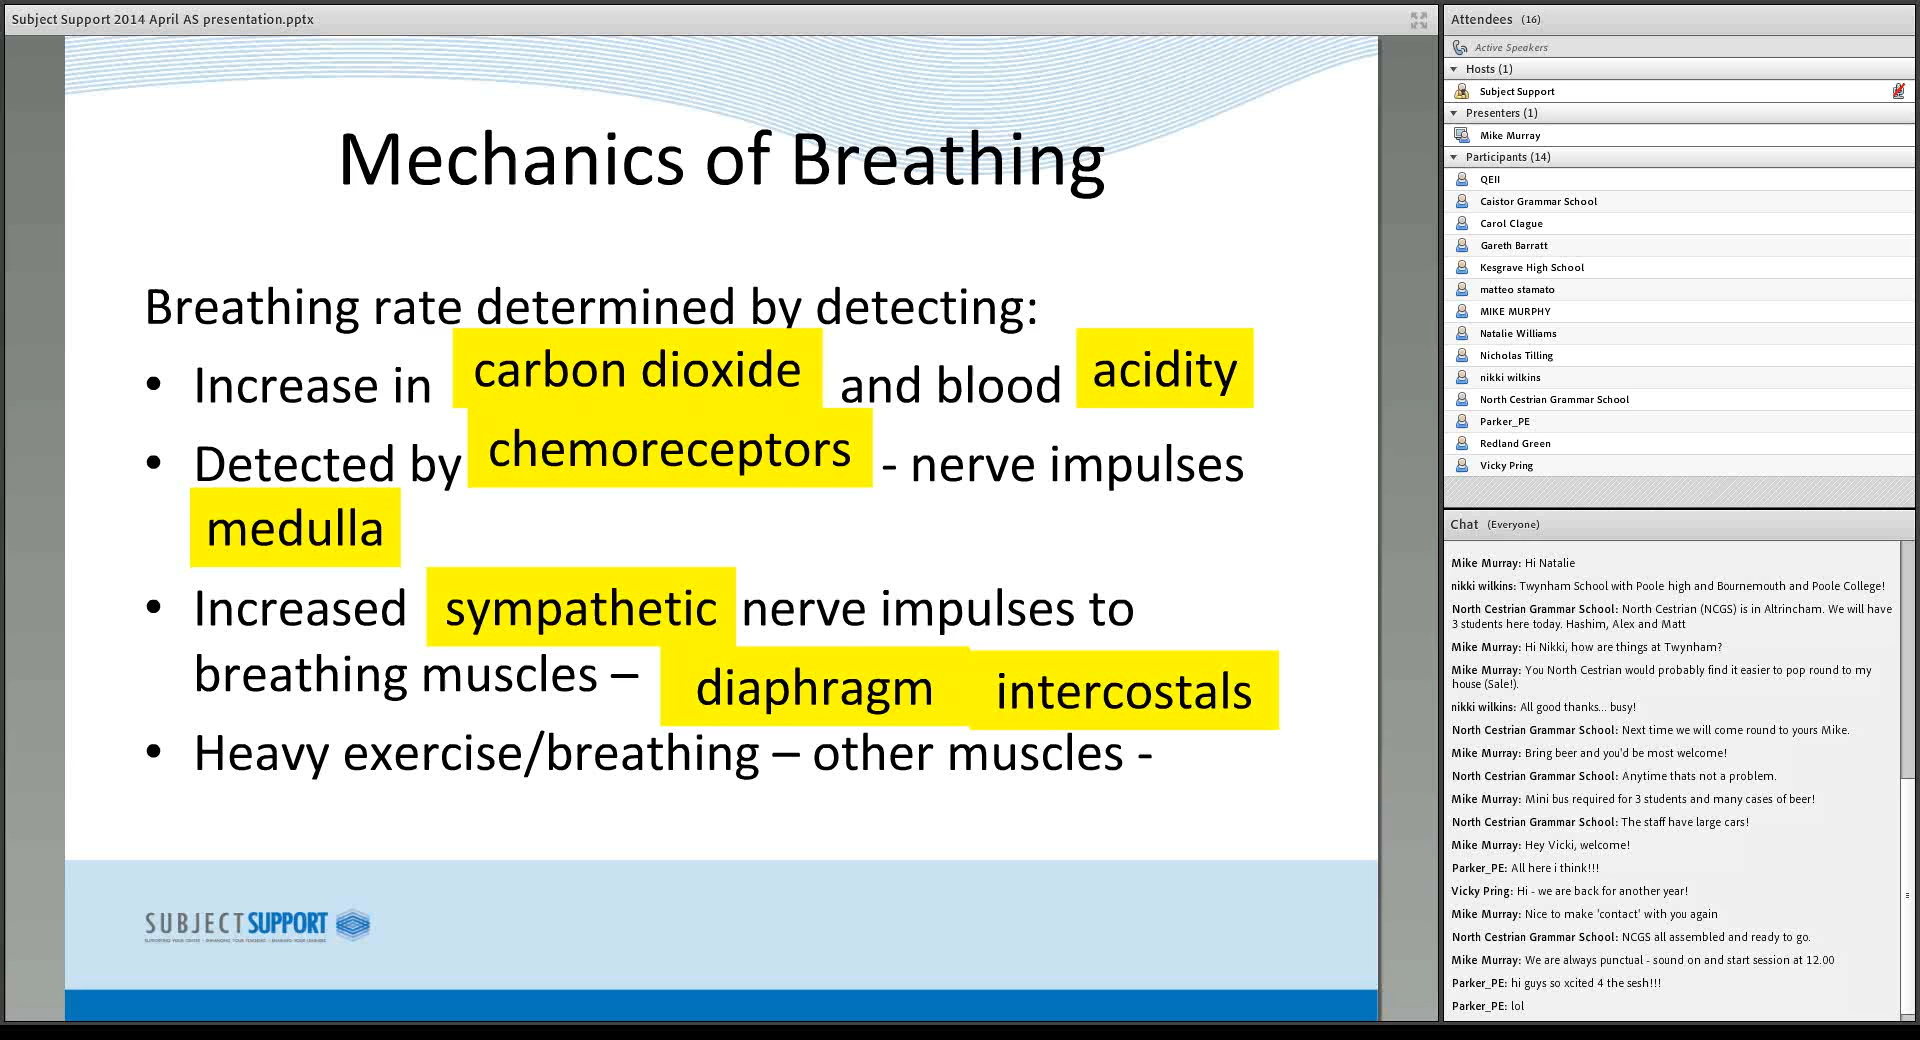 Subject Support 2014 April AS presentation.pptx
Mechanics of Breathing
Breathing rate determined by detecting:
• Increase in carbon dioxide and blood acidity
• Detected by chemoreceptors - nerve impulses
medulla
• Increased sympathetic nerve impulses to
breathing muscles – diaphragm intercostals
• Heavy exercise/breathing – other muscles -
SUBJECTSUPPORT
Attendees (16)
Active Speakers
Hosts (1)
Subject Support
Presenters (1)
Mike Murray
Participants (14)
QEII
Caistor Grammar School
Carol Clague
Gareth Barratt
Kesgrave High School
matteo stamato
MIKE MURPHY
Natalie Williams
Nicholas Tilling
nikki wilkins
North Cestrian Grammar School
Parker_PE
Redland Green
Vicky Pring
Chat (Everyone)
Mike Murray: Hi Natalie
nikki wilkins: Twynham School with Poole high and Bournemouth and Poole College!
North Cestrian Grammar School: North Cestrian (NCGS) is in Altrincham. We will have
3 students here today. Hashim, Alex and Matt
Mike Murray: Hi Nikki, how are things at Twynham?
Mike Murray: You North Cestrian would probably find it easier to pop round to my
house (Sale!).
nikki wilkins: All good thanks... busy!
North Cestrian Grammar School: Next time we will come round to yours Mike.
Mike Murray: Bring beer and you'd be most welcome!
North Cestrian Grammar School: Anytime thats not a problem.
Mike Murray: Mini bus required for 3 students and many cases of beer!
North Cestrian Grammar School: The staff have large cars!
Mike Murray: Hey Vicki, welcome!
Parker_PE: All here i think!!!
Vicky Pring: Hi - we are back for another year!
Mike Murray: Nice to make 'contact' with you again
North Cestrian Grammar School: NCGS all assembled and ready to go.
Mike Murray: We are always punctual - sound on and start session at 12.00
Parker_PE: hi guys so xcited 4 the sesh!!!
Parker_PE: lol